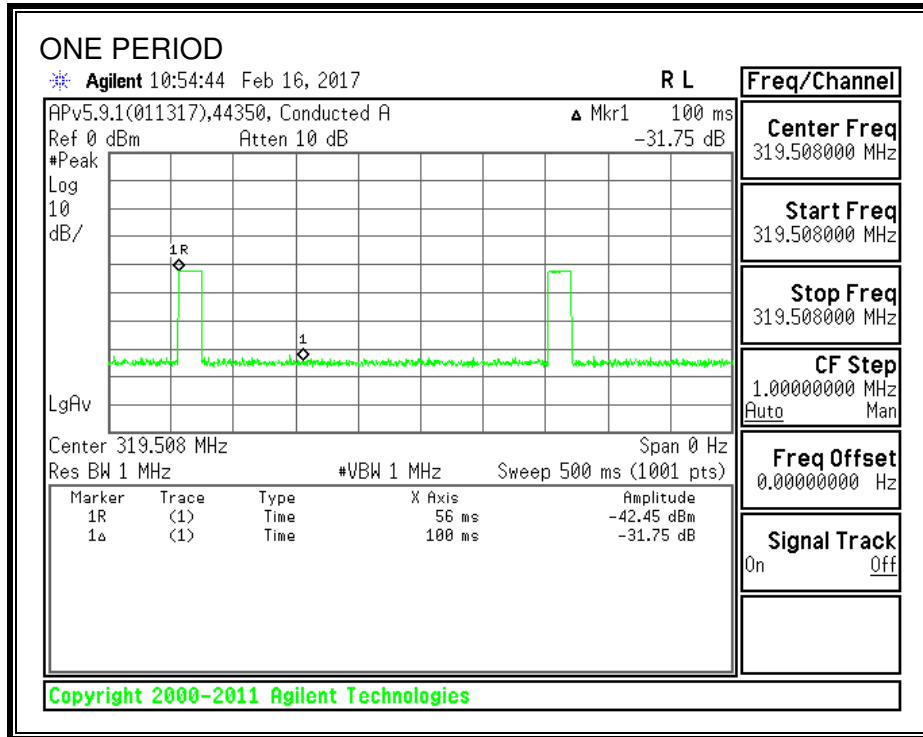 ONE PERIOD
Agilent 10:54:44 Feb 16, 2017 R L
APv5.9.1(011317),44350, Conducted A Δ Mkr1 100 ms
Ref 0 dBm Atten 10 dB -31.75 dB
#Peak
Log
10
dB/
1R
1
LgAv
Center 319.508 MHz Span 0 Hz
Res BW 1 MHz #VBW 1 MHz Sweep 500 ms (1001 pts)
Marker Trace Type X Axis Amplitude
1R (1) Time 56 ms -42.45 dBm
1Δ (1) Time 100 ms -31.75 dB
Freq/Channel
Center Freq
319.508000 MHz
Start Freq
319.508000 MHz
Stop Freq
319.508000 MHz
CF Step
1.00000000 MHz
Auto Man
Freq Offset
0.00000000 Hz
Signal Track
On Off
Copyright 2000-2011 Agilent Technologies